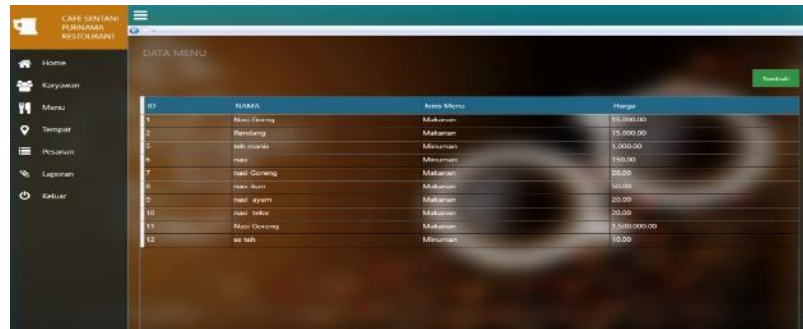 CAFE SENTANI
PURNAMA
RESTOURANT
Home
Karyawan
Menu
Tempat
Pesanan
Laporan
Keluar
DATA MENU
Tambah
ID NAMA Jenis Menu Harga
1 Nasi Goreng Makanan 15,000.00
2 Rendang Makanan 15,000.00
5 teh manis Minuman 1,000.00
6 nasi Minuman 150.00
7 nasi Goreng Makanan 20.00
8 nasi ikan Makanan 50.00
9 nasi ayam Makanan 20.00
10 nasi telor Makanan 20.00
11 Nasi Goreng Makanan 1,500,000.00
12 es teh Minuman 10.00